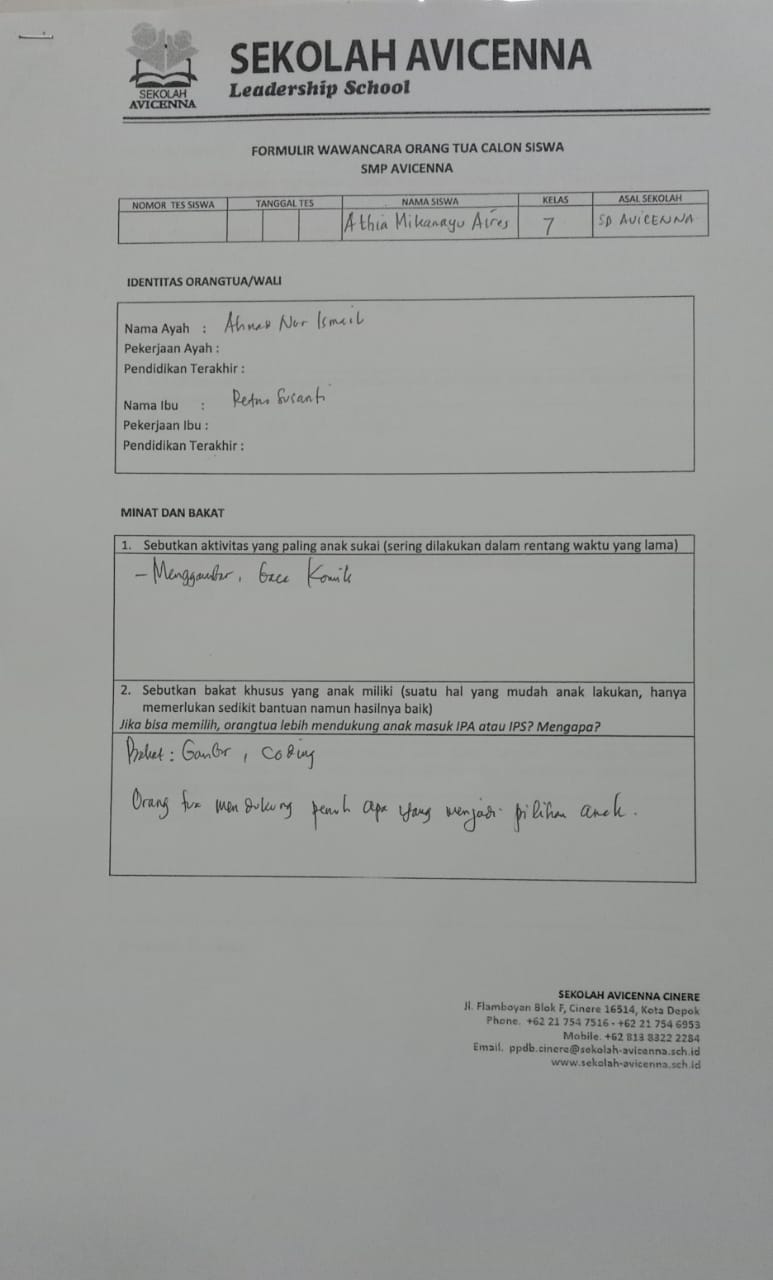 SEKOLAH
AVICENNA
SEKOLAH AVICENNA
Leadership School
FORMULIR WAWANCARA ORANG TUA CALON SISWA
SMP AVICENNA
NOMOR TES SISWA TANGGAL TES NAMA SISWA KELAS ASAL SEKOLAH
Athia Mikanayu Aires 7 SD AVICENNA
IDENTITAS ORANGTUA/WALI
Nama Ayah : Ahmad Nur Ismail
Pekerjaan Ayah :
Pendidikan Terakhir :
Nama Ibu : Retno Susanti
Pekerjaan Ibu :
Pendidikan Terakhir :
MINAT DAN BAKAT
1. Sebutkan aktivitas yang paling anak sukai (sering dilakukan dalam rentang waktu yang lama)
– Menggambar, baca Komik
2. Sebutkan bakat khusus yang anak miliki (suatu hal yang mudah anak lakukan, hanya
memerlukan sedikit bantuan namun hasilnya baik)
Jika bisa memilih, orangtua lebih mendukung anak masuk IPA atau IPS? Mengapa?
Bakat : Gambar, coding
Orang tua mendukung penuh apa yang menjadi pilihan anak.
SEKOLAH AVICENNA CINERE
Jl. Flamboyan Blok F, Cinere 16514, Kota Depok
Phone. +62 21 754 7516 - +62 21 754 6953
Mobile. +62 813 8322 2284
Email. ppdb.cinere@sekolah-avicenna.sch.id
www.sekolah-avicenna.sch.id